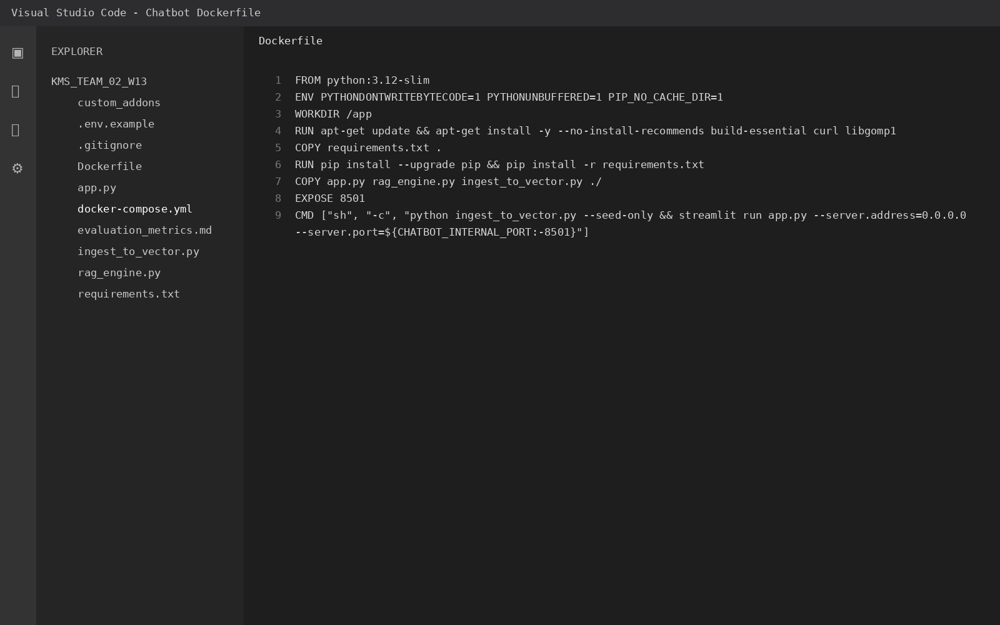 Visual Studio Code - Chatbot Dockerfile
EXPLORER
KMS_TEAM_02_W13
custom_addons
.env.example
.gitignore
Dockerfile
app.py
docker-compose.yml
evaluation_metrics.md
ingest_to_vector.py
rag_engine.py
requirements.txt
Dockerfile
1 FROM python:3.12-slim
2 ENV PYTHONDONTWRITEBYTECODE=1 PYTHONUNBUFFERED=1 PIP_NO_CACHE_DIR=1
3 WORKDIR /app
4 RUN apt-get update && apt-get install -y --no-install-recommends build-essential curl libgomp1
5 COPY requirements.txt .
6 RUN pip install --upgrade pip && pip install -r requirements.txt
7 COPY app.py rag_engine.py ingest_to_vector.py ./
8 EXPOSE 8501
9 CMD ["sh", "-c", "python ingest_to_vector.py --seed-only && streamlit run app.py --server.address=0.0.0.0
--server.port=${CHATBOT_INTERNAL_PORT:-8501}"]